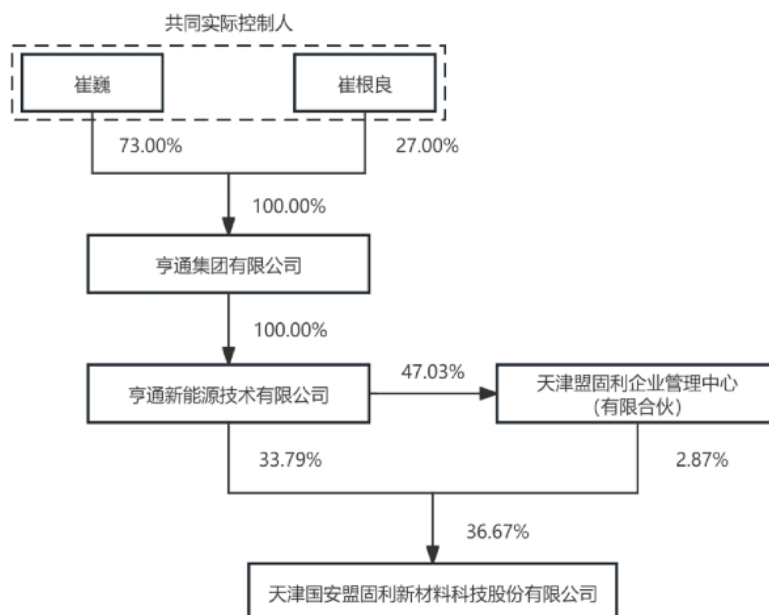 共同实际控制人
崔巍
崔根良
73.00%
27.00%
100.00%
亨通集团有限公司
100.00%
亨通新能源技术有限公司
47.03%
天津盟固利企业管理中心
（有限合伙）
33.79%
2.87%
36.67%
天津国安盟固利新材料科技股份有限公司